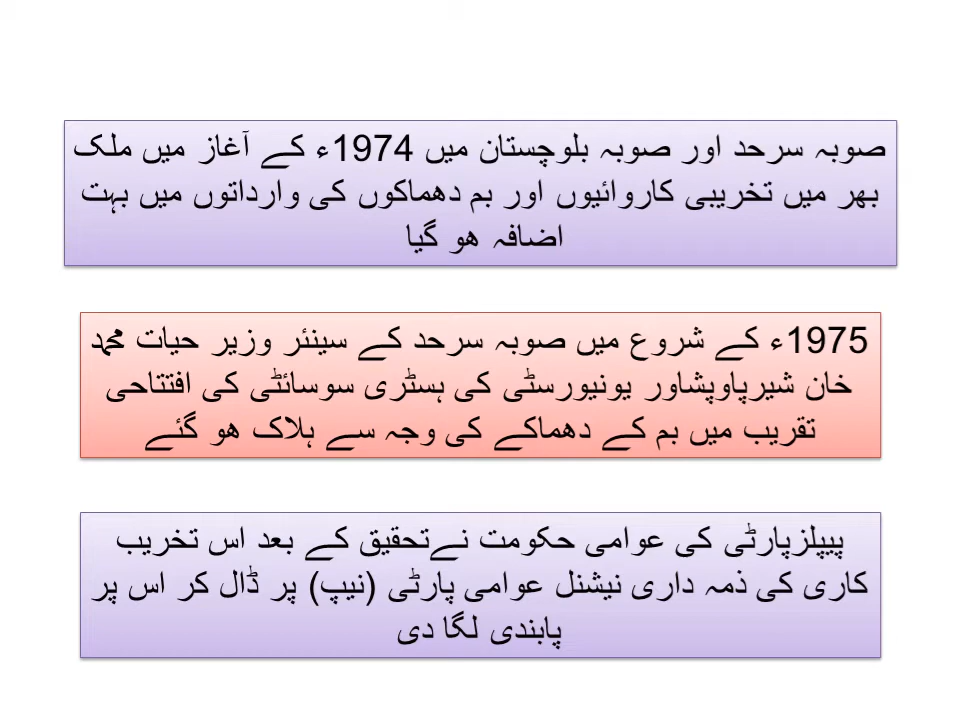 صوبہ سرحد اور صوبہ بلوچستان میں 1974ء کے آغاز میں ملک
بھر میں تخریبی کاروائیوں اور بم دھماکوں کی وارداتوں میں بہت
اضافہ ھو گیا
1975ء کے شروع میں صوبہ سرحد کے سینئر وزیر حیات محمد
خان شیرپاوپشاور یونیورسٹی کی ہسٹری سوسائٹی کی افتتاحی
تقریب میں بم کے دھماکے کی وجہ سے ہلاک ھو گئے
پیپلزپارٹی کی عوامی حکومت نےتحقیق کے بعد اس تخریب
کاری کی ذمہ داری نیشنل عوامی پارٹی (نیپ) پر ڈال کر اس پر
پابندی لگا دی